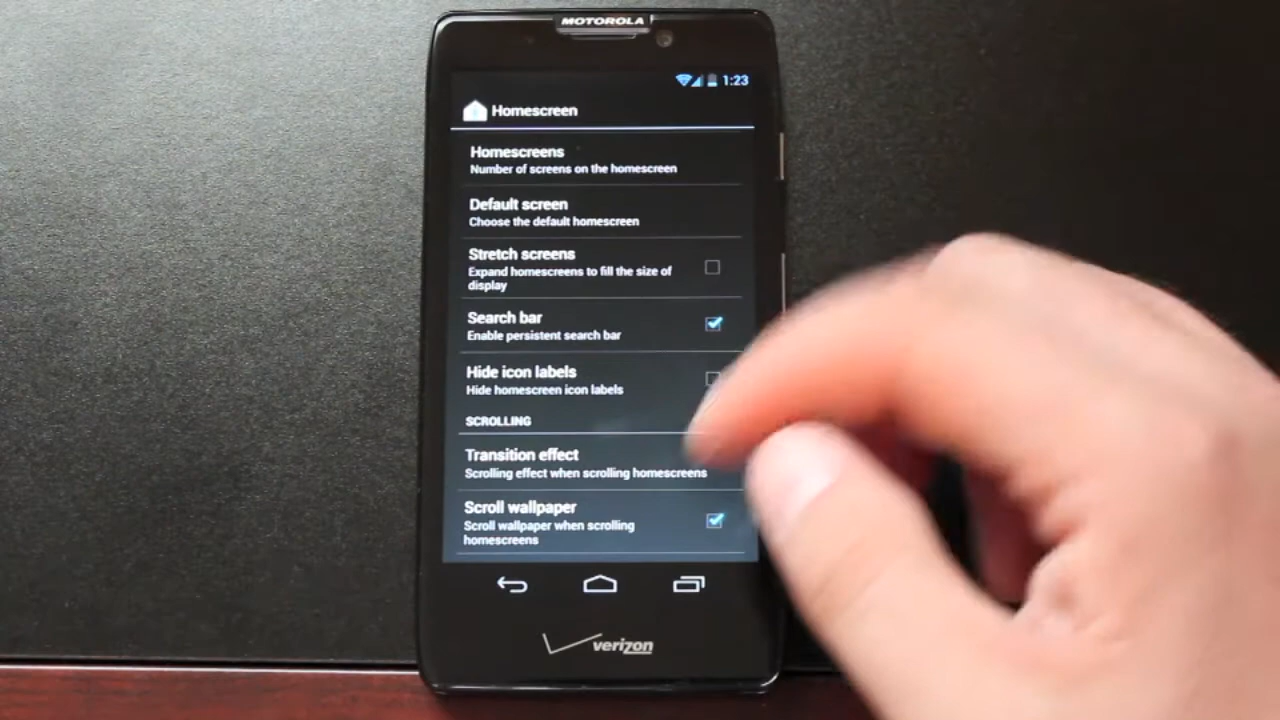 MOTOROLA
1:23
Homescreen
Homescreens
Number of screens on the homescreen
Default screen
Choose the default homescreen
Stretch screens
Expand homescreens to fill the size of
display
Search bar
Enable persistent search bar
Hide icon labels
Hide homescreen icon labels
SCROLLING
Transition effect
Scrolling effect when scrolling homescreens
Scroll wallpaper
Scroll wallpaper when scrolling
homescreens
verizon